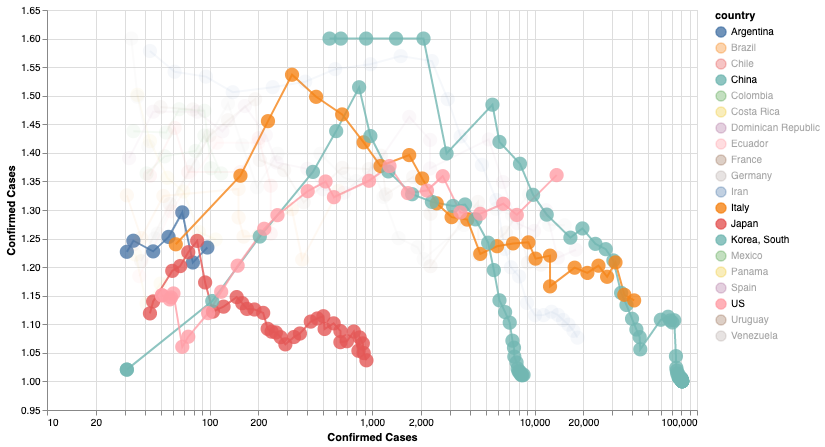 1.65
1.60
1.55
1.50
1.45
1.40
1.35
1.30
1.25
1.20
1.15
1.10
1.05
1.00
0.95
Confirmed Cases
10 20 100 200 1,000 2,000 10,000 20,000 100,000
Confirmed Cases
country
Argentina
Brazil
Chile
China
Colombia
Costa Rica
Dominican Republic
Ecuador
France
Germany
Iran
Italy
Japan
Korea, South
Mexico
Panama
Spain
US
Uruguay
Venezuela